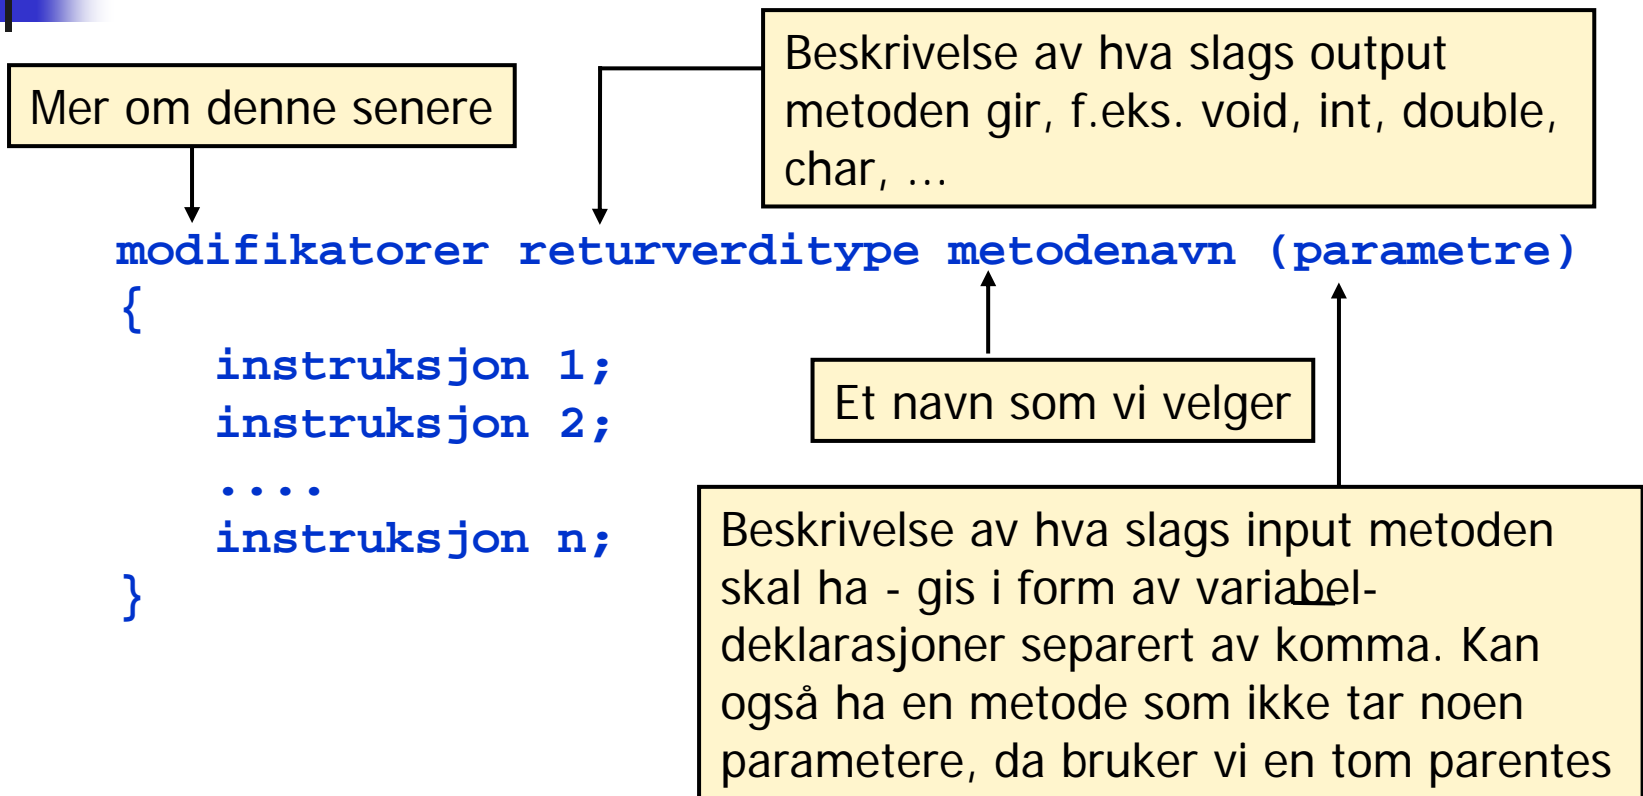 Mer om denne senere
Beskrivelse av hva slags output
metoden gir, f.eks. void, int, double,
char, ...
modifikatorer returverditype metodenavn (parametre)
{
instruksjon 1;
instruksjon 2;
....
instruksjon n;
}
Et navn som vi velger
Beskrivelse av hva slags input metoden
skal ha - gis i form av variabel-
deklarasjoner separert av komma. Kan
også ha en metode som ikke tar noen
parametere, da bruker vi en tom parentes